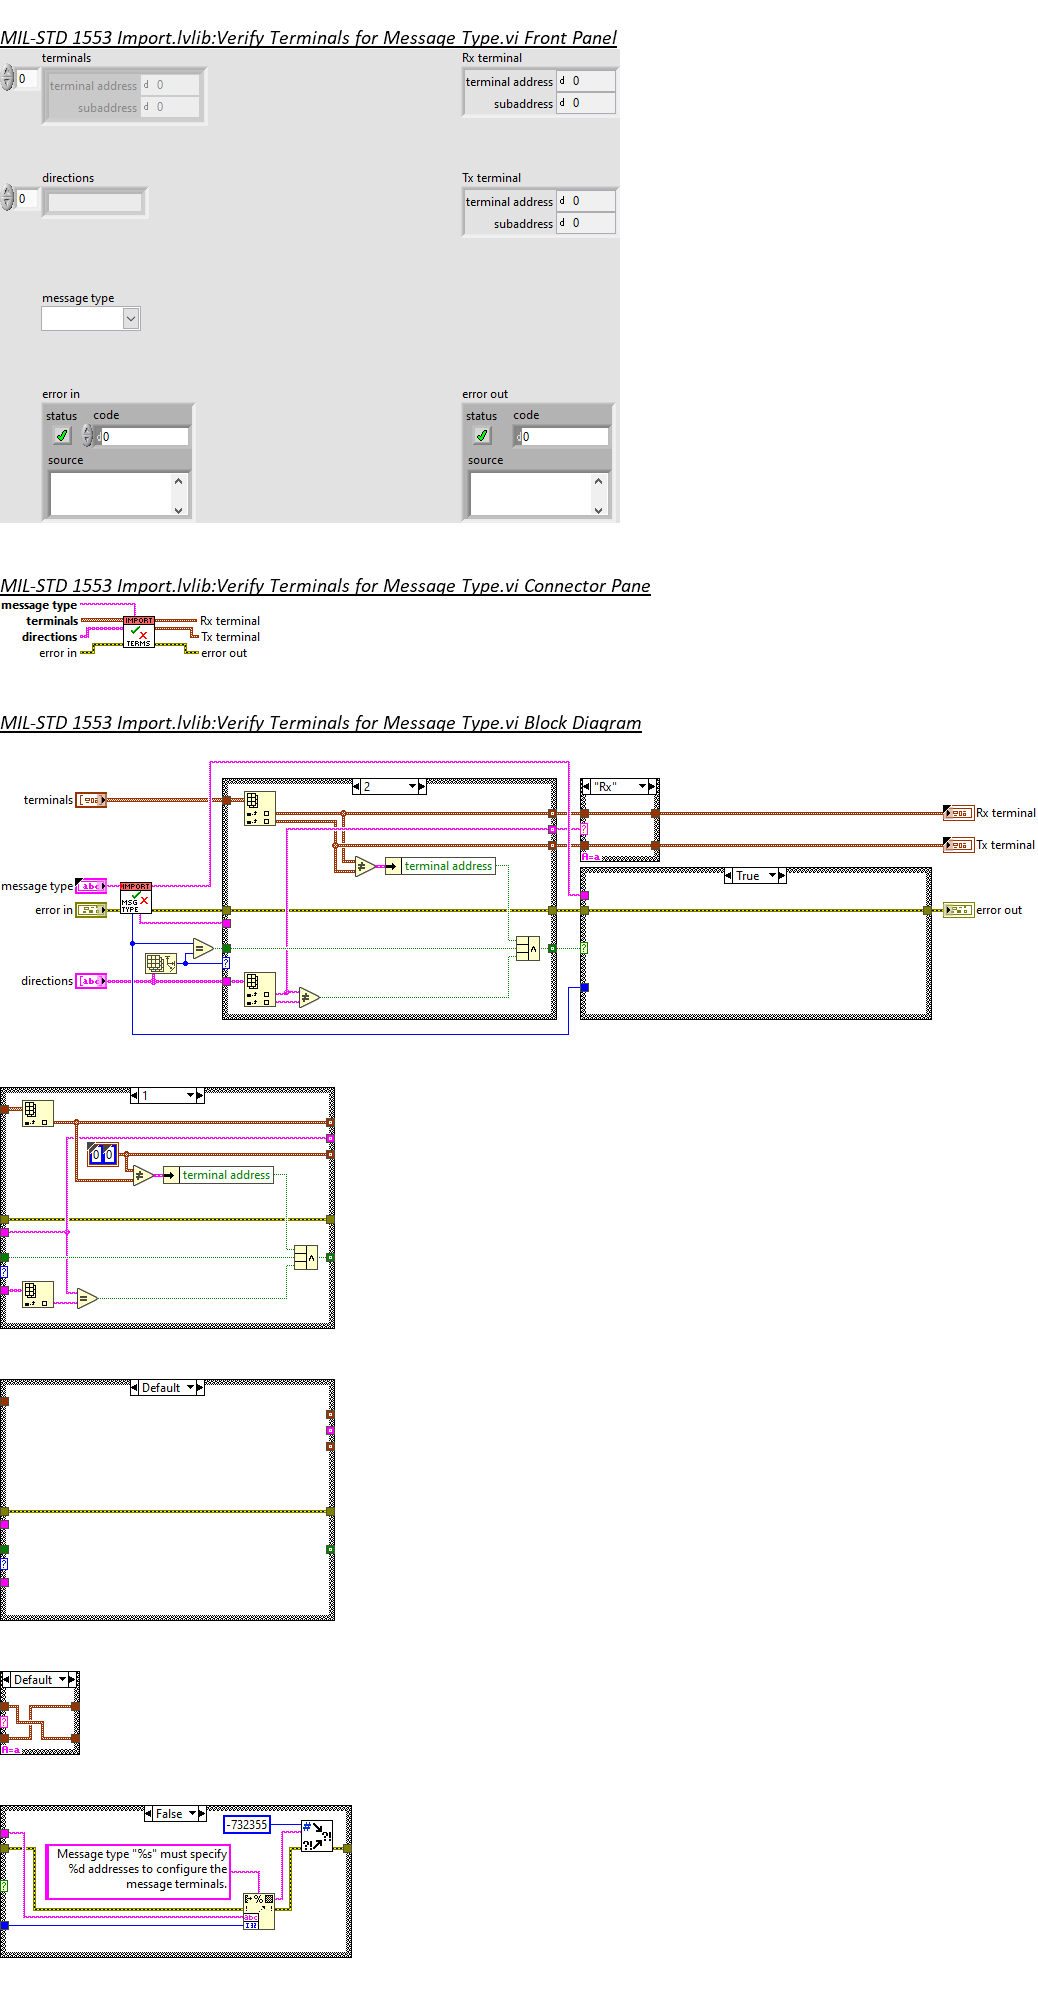 MIL-STD 1553 Import.lvlib:Verify Terminals for Message Type.vi Front Panel
terminals
Rx terminal
0
terminal address d 0
subaddress d 0
terminal address d 0
subaddress d 0
directions
Tx terminal
0
terminal address d 0
subaddress d 0
message type
error in
error out
status code
d 0
source
status code
d 0
source
MIL-STD 1553 Import.lvlib:Verify Terminals for Message Type.vi Connector Pane
message type
terminals
directions
error in
IMPORT
TERMS
Rx terminal
Tx terminal
error out
MIL-STD 1553 Import.lvlib:Verify Terminals for Message Type.vi Block Diagram
2
"Rx"
terminals
Rx terminal
Tx terminal
A=a
terminal address
True
message type
abc
IMPORT
MSG
TYPE
error in
error out
directions
abc
1
0 0
terminal address
Default
Default
A=a
False
-732355
Message type "%s" must specify
%d addresses to configure the
message terminals.
abc
I32